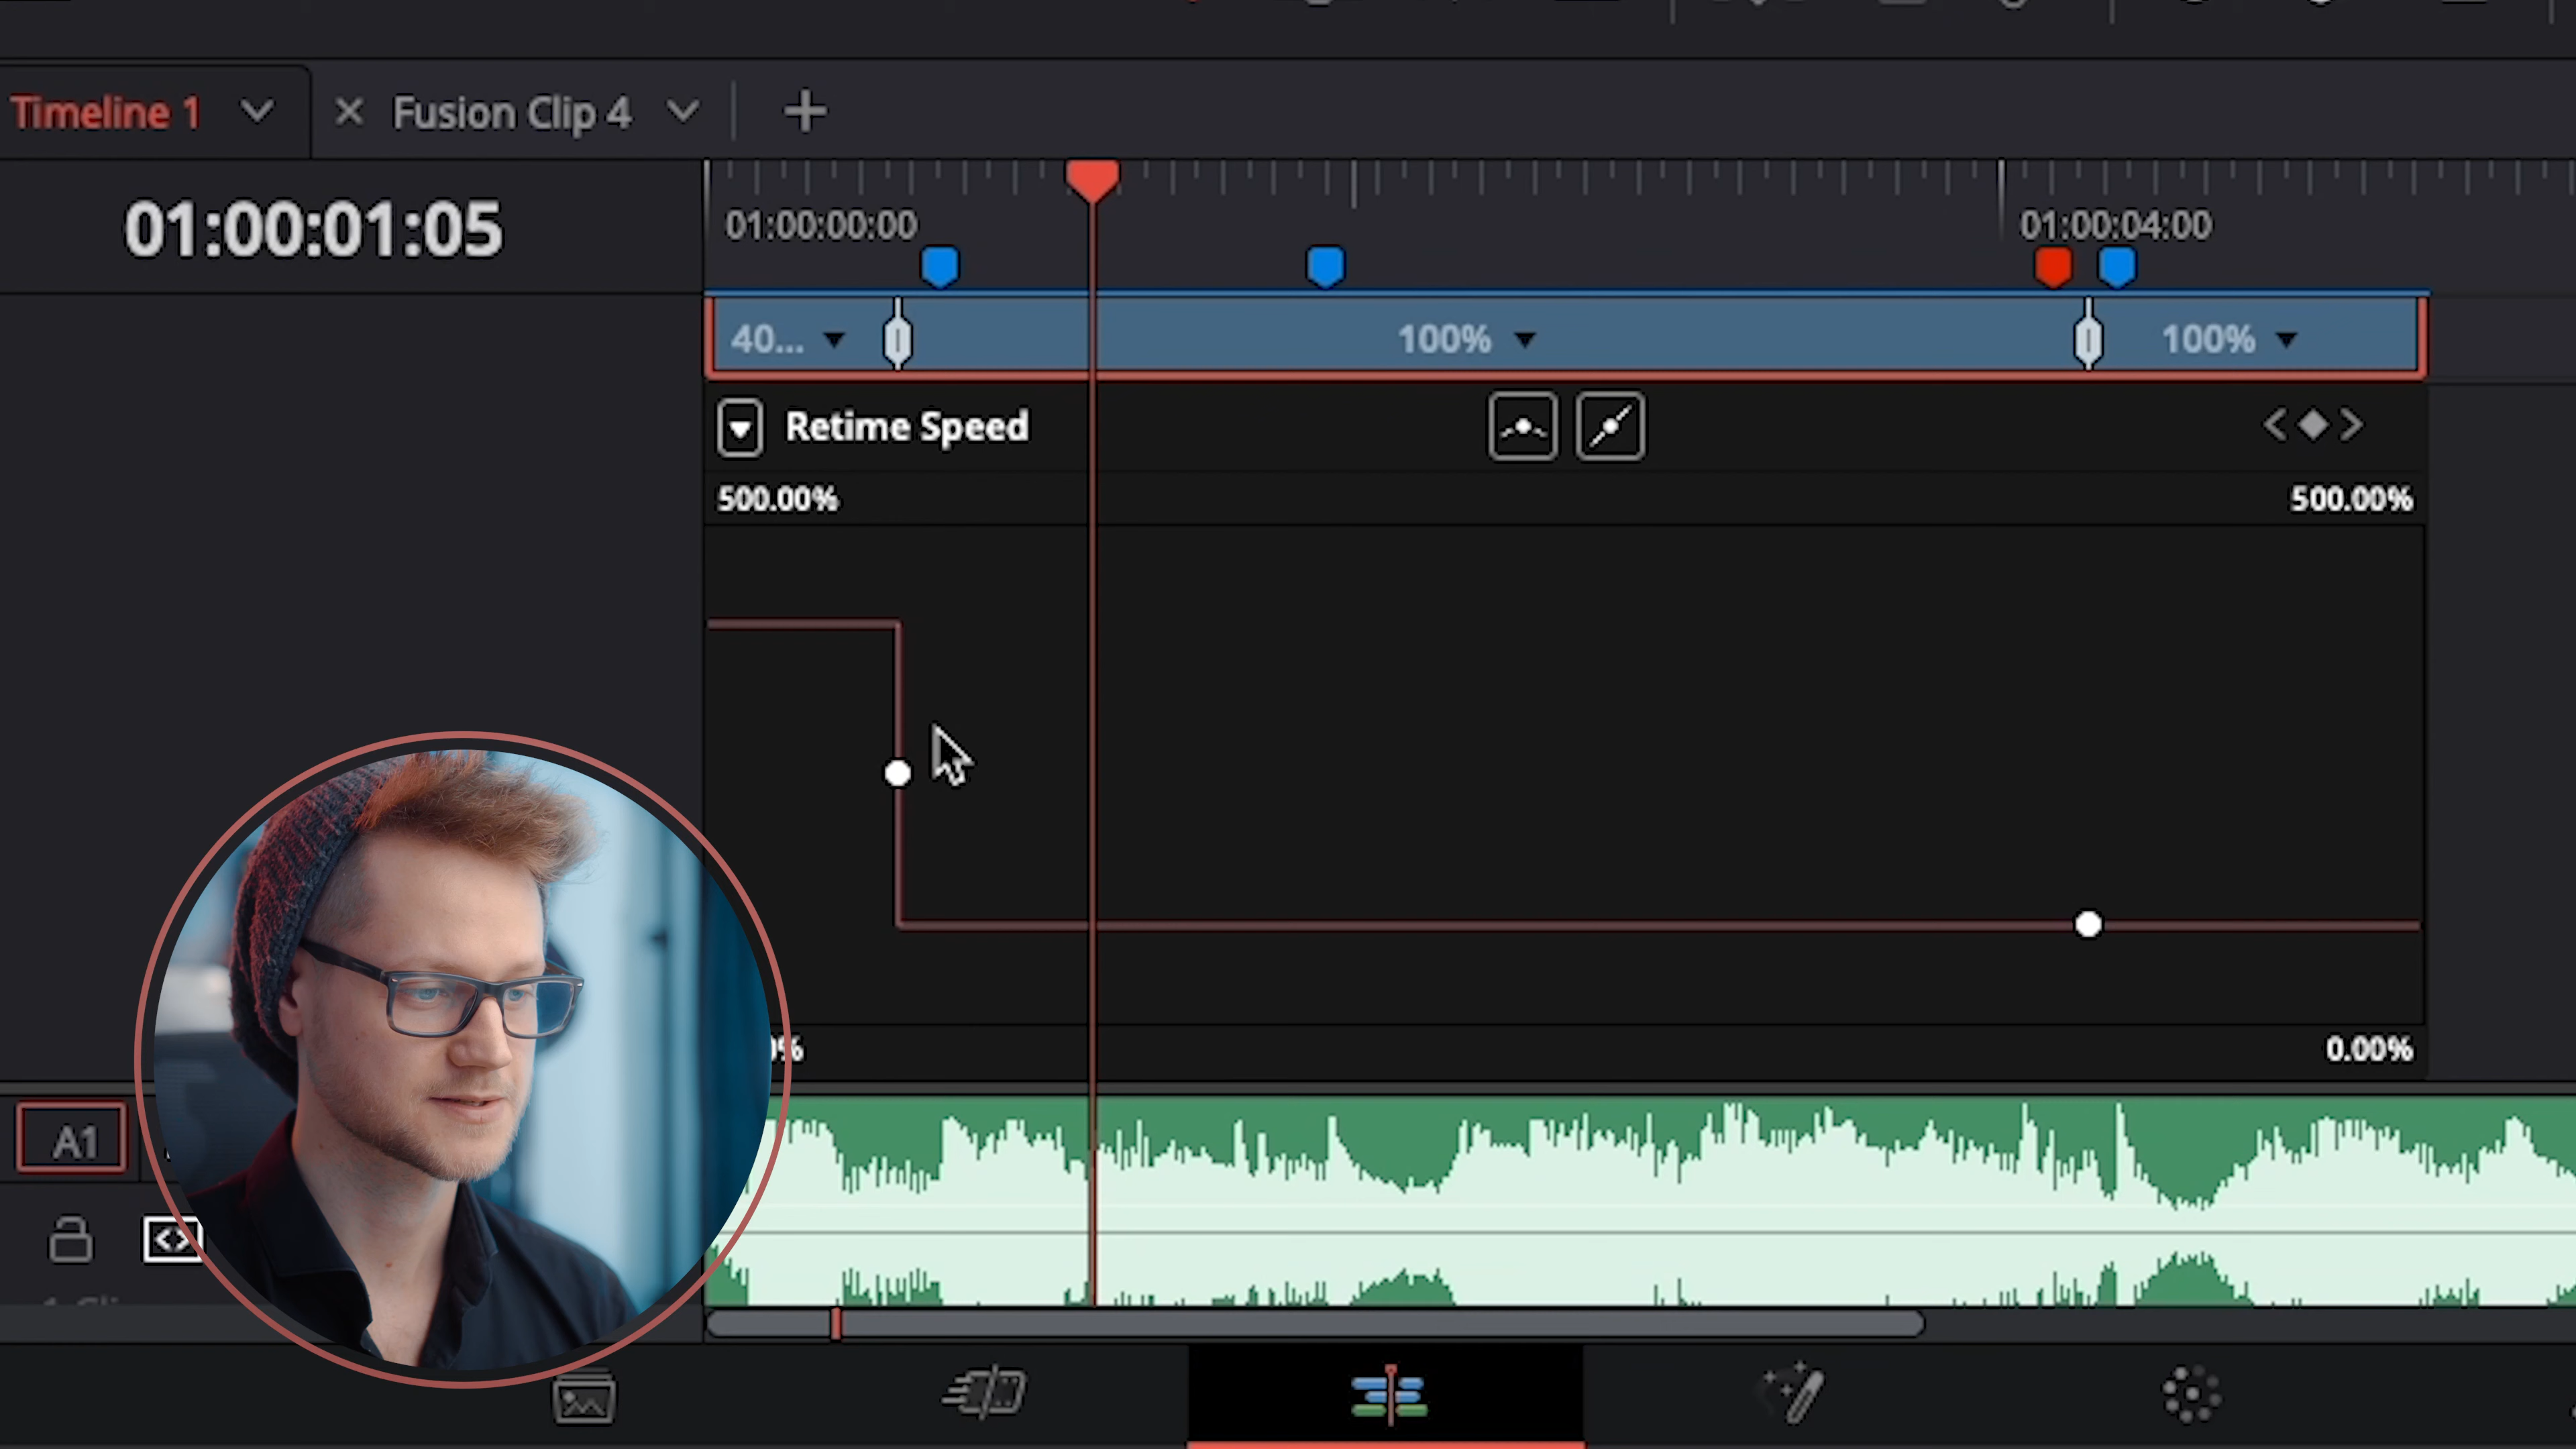 Timeline 1
Fusion Clip 4
01:00:01:05
01:00:00:00
01:00:04:00
40...
100%
100%
Retime Speed
500.00%
500.00%
0.00%
A1